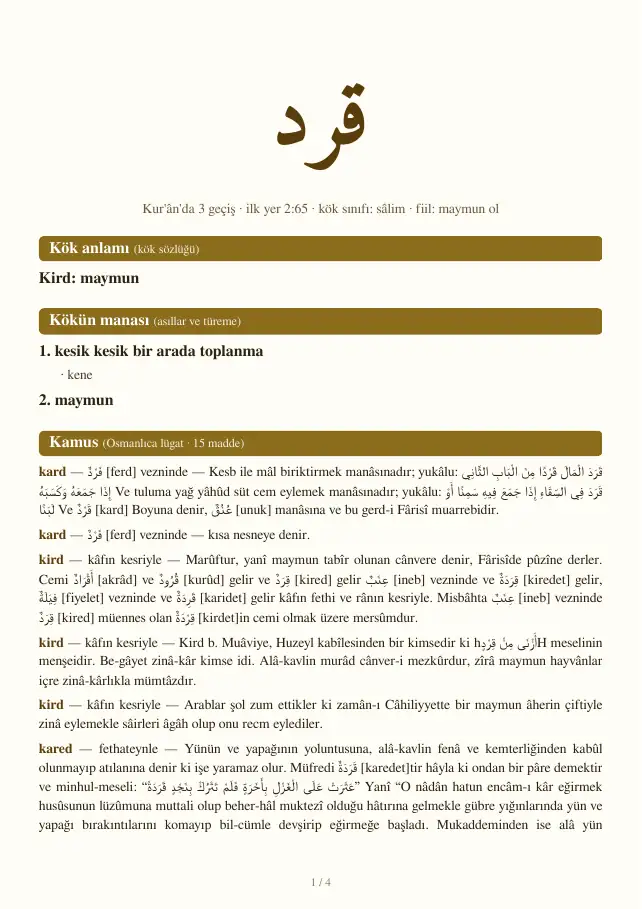 قرد
Kur'ân'da 3 geçiş · ilk yer 2:65 · kök sınıfı: sâlim · fiil: maymun ol
Kök anlamı (kök sözlüğü)
Kird: maymun
Kökün manası (asıllar ve türeme)
1. kesik kesik bir arada toplanma
· kene
2. maymun
Kamus (Osmanlıca lügat · 15 madde)
kard — قَرْدٌ [ferd] vezninde — Kesb ile mâl biriktirmek manâsınadır; yukâlu: قَرَدَ الْمَالَ قَرْدًا مِنَ الْبَابِ الثَّانِي
إِذَا جَمَعَهُ وَكَسَبَهُ Ve tuluma yağ yâhûd süt cem eylemek manâsınadır; yukâlu: قَرَدَ فِي السِّقَاءِ إِذَا جَمَعَ فِيهِ سَمْنًا أَوْ
لَبَنًا Ve قَرْدٌ [kard] Boyuna denir, عُنُقٌ [unuk] manâsına ve bu gerd-i Fârisî muarrebidir.
kard — قَرْدٌ [ferd] vezninde — kısa nesneye denir.
kird — kâfın kesriyle — Marûftur, yanî maymun tabîr olunan cânvere denir, Fârisîde pûzîne derler.
Cemi أَقْرَادٌ [akrâd] ve قُرُودٌ [kurûd] gelir ve قِرَدٌ [kired] gelir عِنَبٌ [ineb] vezninde ve قِرَدَةٌ [kiredet] gelir,
فِيَلَةٌ [fiyelet] vezninde ve قَرِدَةٌ [karidet] gelir kâfın fethi ve rânın kesriyle. Misbâhta عِنَبٌ [ineb] vezninde
قِرَدٌ [kired] müennes olan قِرْدَةٌ [kirdet]in cemi olmak üzere mersûmdur.
kird — kâfın kesriyle — Kird b. Muâviye, Huzeyl kabîlesinden bir kimsedir ki hأَزْنَى مِنْ قِرْدٍH meselinin
menşeidir. Be-gâyet zinâ-kâr kimse idi. Alâ-kavlin murâd cânver-i mezkûrdur, zîrâ maymun hayvânlar
içre zinâ-kârlıkla mümtâzdır.
kird — kâfın kesriyle — Arablar şol zum ettikler ki zamân-ı Câhiliyyette bir maymun âherin çiftiyle
zinâ eylemekle sâirleri âgâh olup onu recm eylediler.
kared — fethateynle — Yünün ve yapağının yoluntusuna, alâ-kavlin fenâ ve kemterliğinden kabûl
olunmayıp atılanına denir ki işe yaramaz olur. Müfredi قَرَدَةٌ [karedet]tir hâyla ki ondan bir pâre demektir
ve minhul-meseli: “عَثَرَتْ عَلَى الْغَزْلِ بِأَخَرَةٍ فَلَمْ تَتْرُكْ بِنَجْدٍ قَرَدَةً” Yanî “O nâdân hatun encâm-ı kâr eğirmek
husûsunun lüzûmuna muttali olup beher-hâl muktezî olduğu hâtırına gelmekle gübre yığınlarında yün ve
yapağı bırakıntılarını komayıp bil-cümle devşirip eğirmeğe başladı. Mukaddeminden ise alâ yün
1 / 4